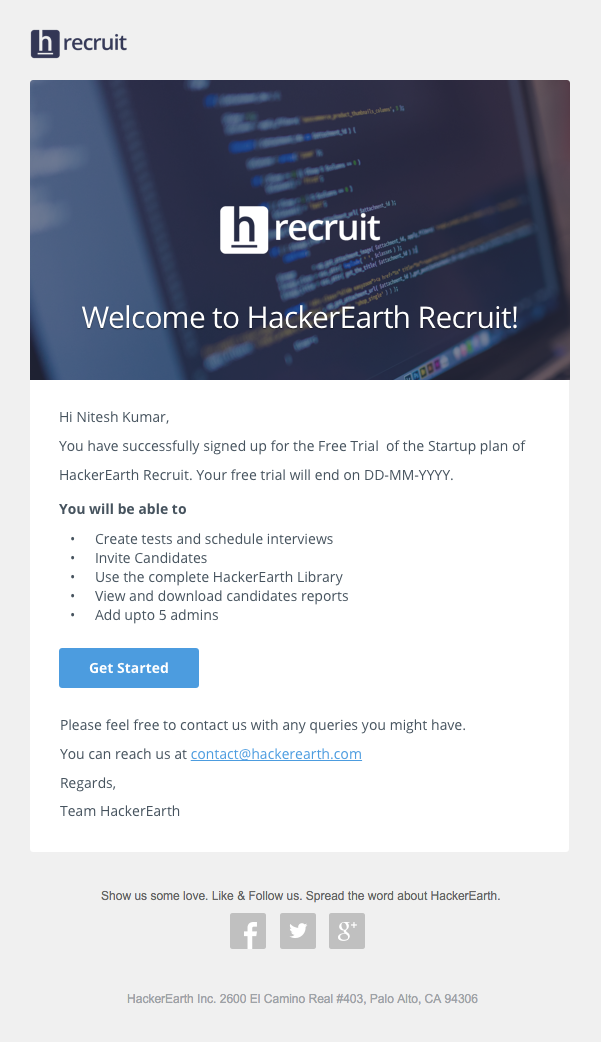 h recruit
h recruit
Welcome to HackerEarth Recruit!
Hi Nitesh Kumar,
You have successfully signed up for the Free Trial of the Startup plan of
HackerEarth Recruit. Your free trial will end on DD-MM-YYYY.
You will be able to
• Create tests and schedule interviews
• Invite Candidates
• Use the complete HackerEarth Library
• View and download candidates reports
• Add upto 5 admins
Get Started
Please feel free to contact us with any queries you might have.
You can reach us at contact@hackerearth.com
Regards,
Team HackerEarth
Show us some love. Like & Follow us. Spread the word about HackerEarth.
f g+
HackerEarth Inc. 2600 El Camino Real #403, Palo Alto, CA 94306